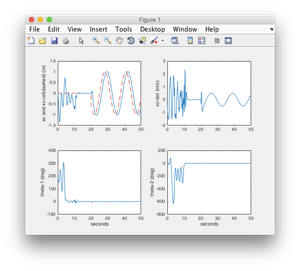 Figure 1
File Edit View Insert Tools Desktop Window Help
xc and xc-ref(dashed) (m)
1.5
1
0.5
0
-0.5
-1
-1.5
0 10 20 30 40 50
xc-dot (m/s)
3
2
1
0
-1
-2
0 10 20 30 40 50
theta-1 (deg)
400
300
200
100
0
-100
0 10 20 30 40 50
seconds
theta-2 (deg)
200
0
-200
-400
-600
-800
0 10 20 30 40 50
seconds